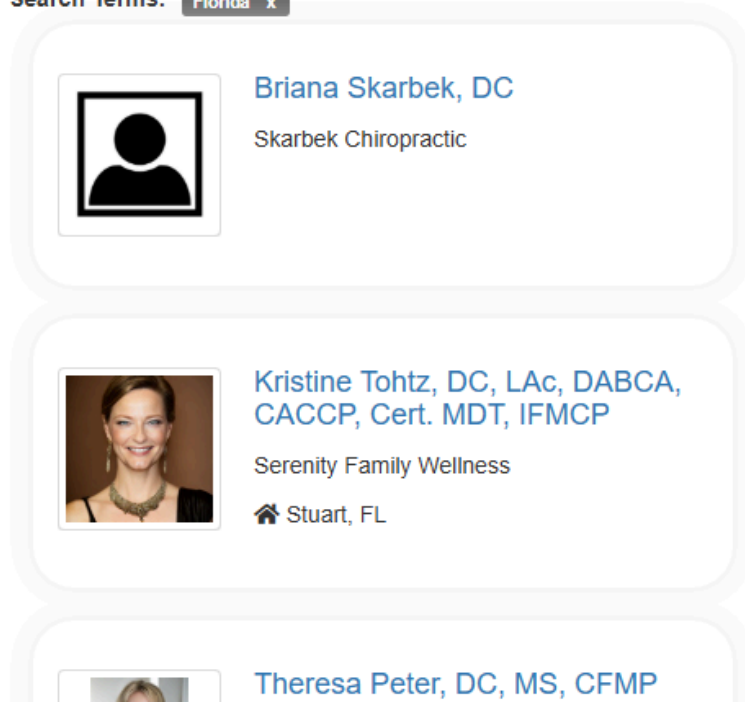 Search Terms: Florida x
Briana Skarbek, DC
Skarbek Chiropractic
Kristine Tohtz, DC, LAc, DABCA,
CACCP, Cert. MDT, IFMCP
Serenity Family Wellness
Stuart, FL
Theresa Peter, DC, MS, CFMP